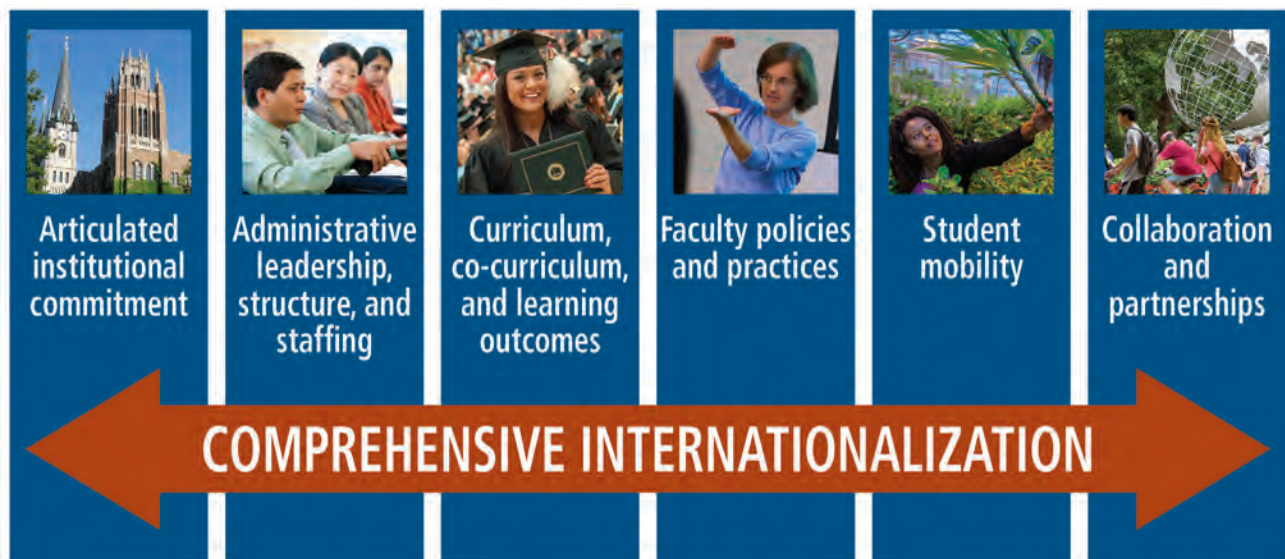 Articulated
institutional
commitment
Administrative
leadership,
structure, and
staffing
Curriculum,
co-curriculum,
and learning
outcomes
Faculty policies
and practices
Student
mobility
Collaboration
and
partnerships
COMPREHENSIVE INTERNATIONALIZATION